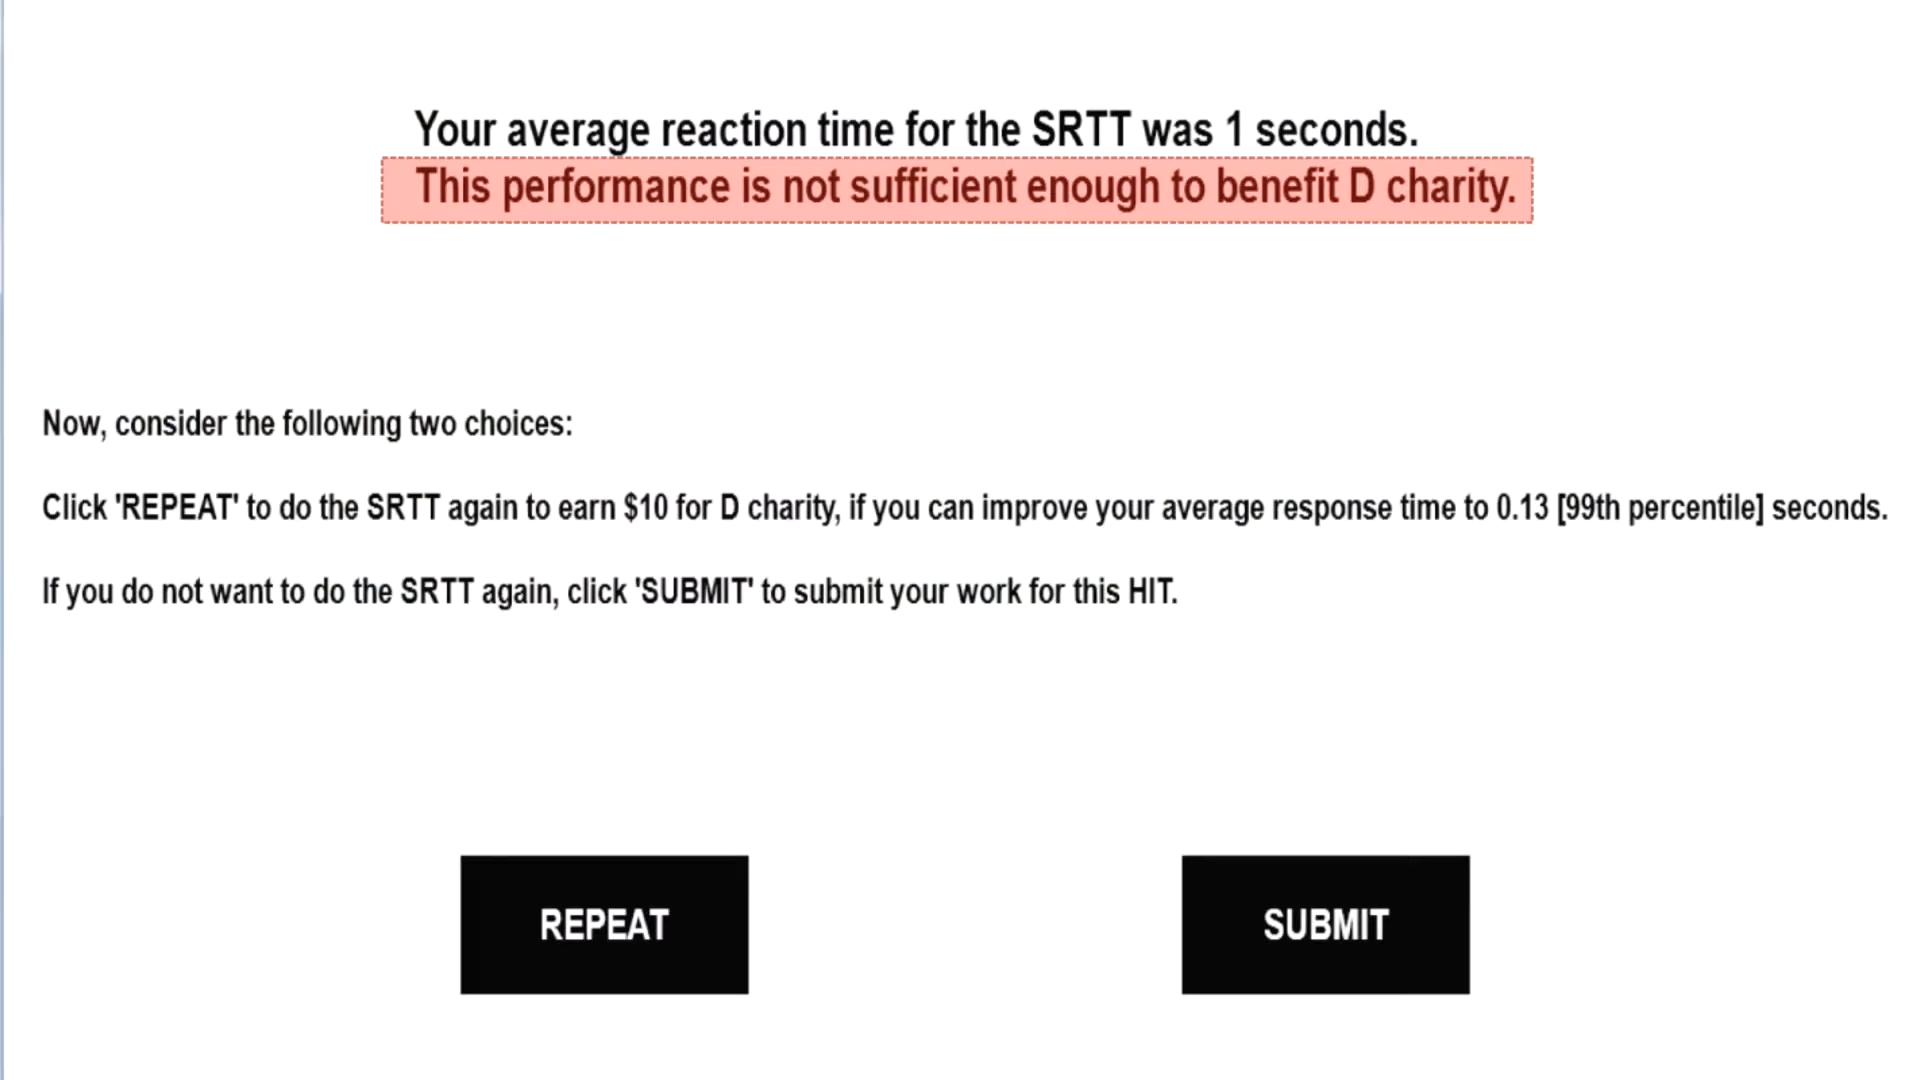 Your average reaction time for the SRTT was 1 seconds.
This performance is not sufficient enough to benefit D charity.
Now, consider the following two choices:
Click 'REPEAT' to do the SRTT again to earn $10 for D charity, if you can improve your average response time to 0.13 [99th percentile] seconds.
If you do not want to do the SRTT again, click 'SUBMIT' to submit your work for this HIT.
REPEAT
SUBMIT